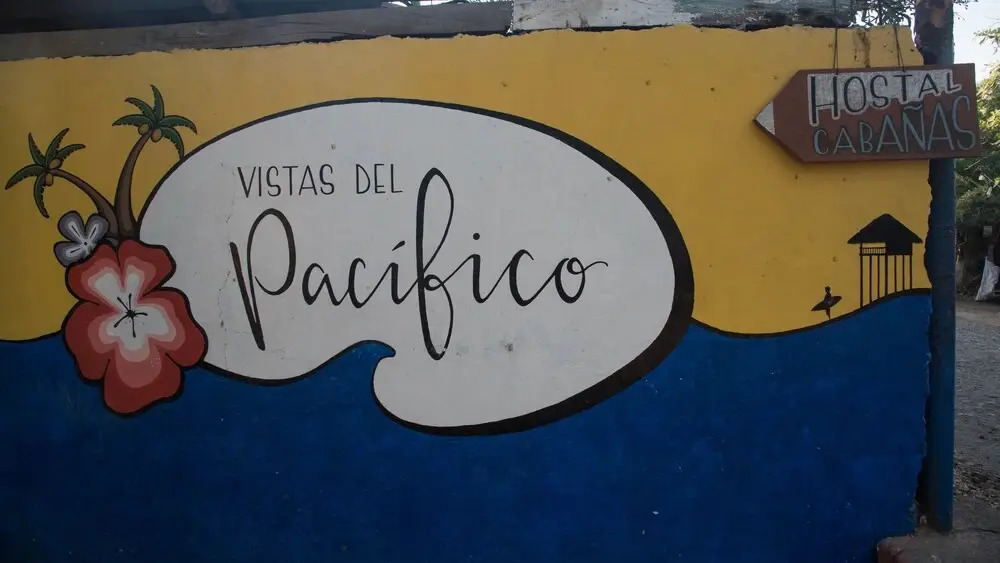 VISTAS DEL
Pacífico
HOSTAL
CABAÑAS